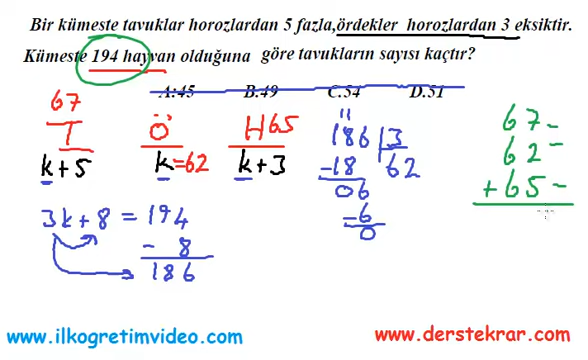 Bir kümeste tavuklar horozlardan 5 fazla,ördekler horozlardan 3 eksiktir.
Kümeste 194 hayvan olduğuna göre tavukların sayısı kaçtır?
A:45 B.49 C.54 D.51
67
T Ö H65
k+5 k=62 k+3
3k+8 = 194
- 8
186
186 3
-18 62
06
-6
0
67-
62-
+65-
www.ilkogretimvideo.com www.derstekrar.com